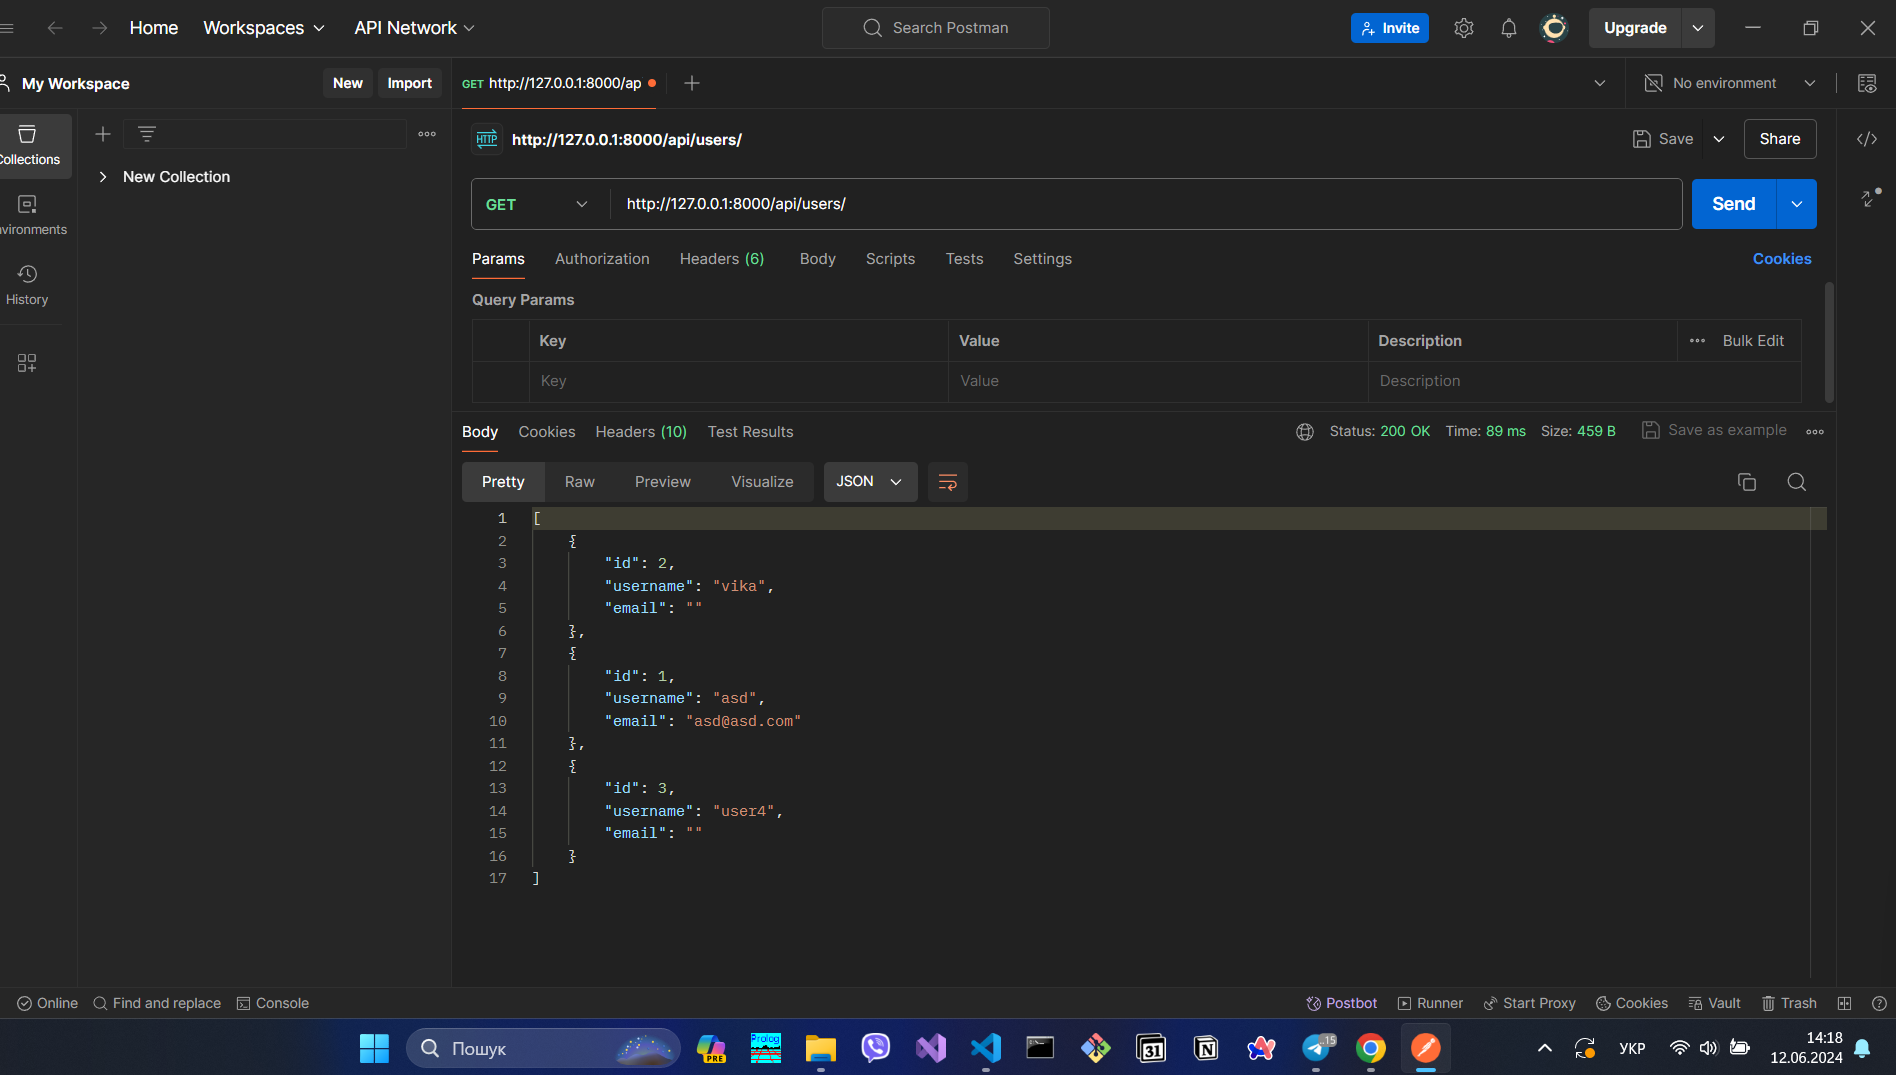 Home Workspaces API Network Search Postman Invite Upgrade
My Workspace New Import GET http://127.0.0.1:8000/ap No environment
http://127.0.0.1:8000/api/users/ Save Share
Collections
New Collection
GET http://127.0.0.1:8000/api/users/ Send
vironments
Params Authorization Headers (6) Body Scripts Tests Settings Cookies
History
Query Params
Key Value Description Bulk Edit
Key Value Description
Body Cookies Headers (10) Test Results Status: 200 OK Time: 89 ms Size: 459 B Save as example
Pretty Raw Preview Visualize JSON
1 [
2 {
3 "id": 2,
4 "username": "vika",
5 "email": ""
6 },
7 {
8 "id": 1,
9 "username": "asd",
10 "email": "asd@asd.com"
11 },
12 {
13 "id": 3,
14 "username": "user4",
15 "email": ""
16 }
17 ]
Online Find and replace Console Postbot Runner Start Proxy Cookies Vault Trash
Пошук PRE Prolog 31 ..15 УКР 14:18
12.06.2024